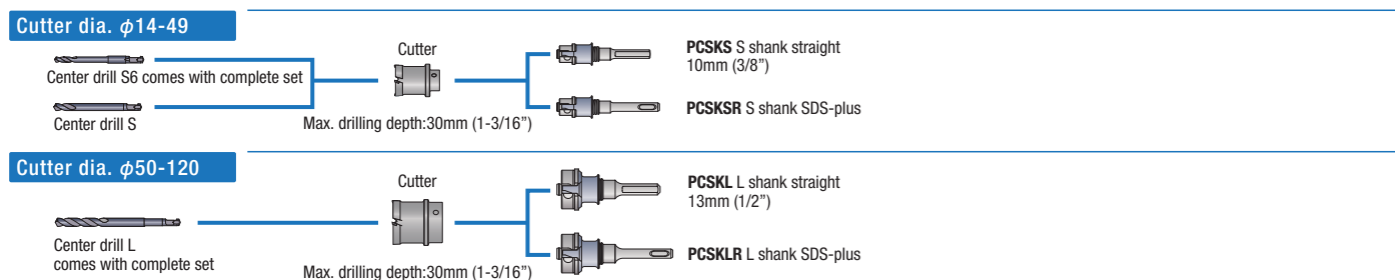 Cutter dia. φ14-49
Center drill S6 comes with complete set
Center drill S
Cutter
Max. drilling depth:30mm (1-3/16”)
PCSKS S shank straight
10mm (3/8”)
PCSKSR S shank SDS-plus
Cutter dia. φ50-120
Center drill L
comes with complete set
Cutter
Max. drilling depth:30mm (1-3/16”)
PCSKL L shank straight
13mm (1/2”)
PCSKLR L shank SDS-plus